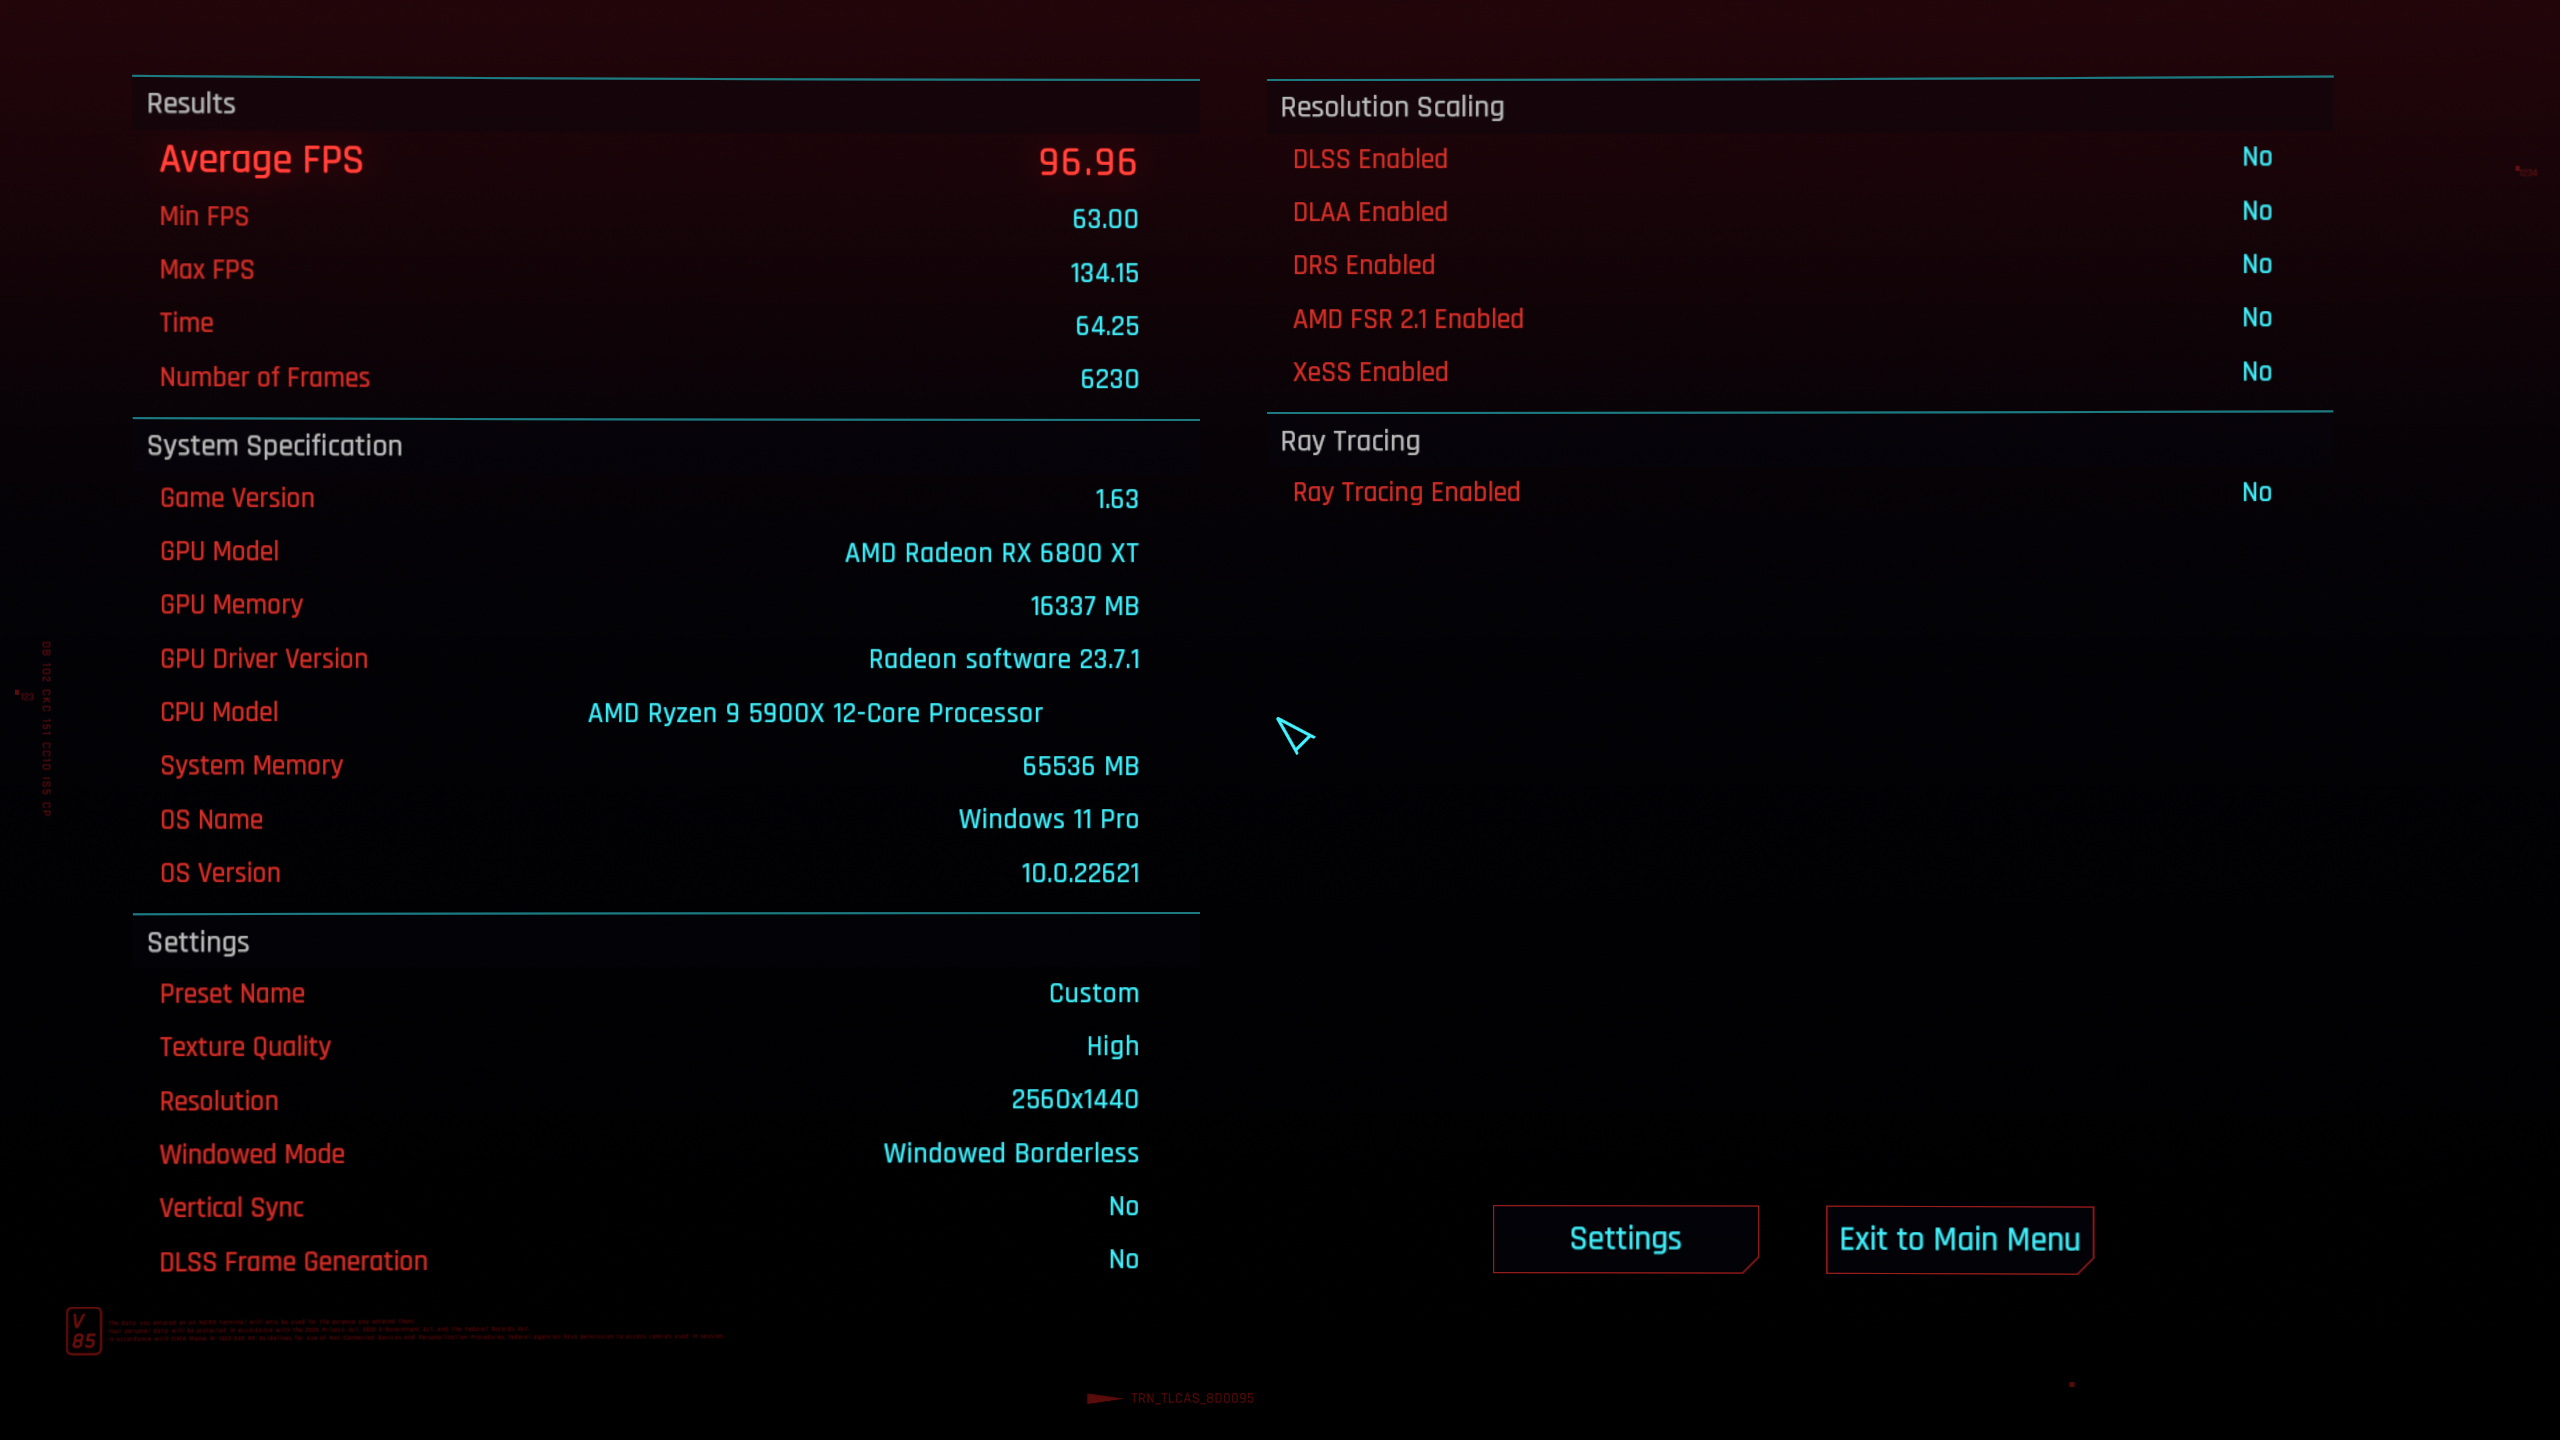 Results
Average FPS 96.96
Min FPS 63.00
Max FPS 134.15
Time 64.25
Number of Frames 6230
System Specification
Game Version 1.63
GPU Model AMD Radeon RX 6800 XT
GPU Memory 16337 MB
GPU Driver Version Radeon software 23.7.1
CPU Model AMD Ryzen 9 5900X 12-Core Processor
System Memory 65536 MB
OS Name Windows 11 Pro
OS Version 10.0.22621
Settings
Preset Name Custom
Texture Quality High
Resolution 2560x1440
Windowed Mode Windowed Borderless
Vertical Sync No
DLSS Frame Generation No
Resolution Scaling
DLSS Enabled No
DLAA Enabled No
DRS Enabled No
AMD FSR 2.1 Enabled No
XeSS Enabled No
Ray Tracing
Ray Tracing Enabled No
Settings
Exit to Main Menu
V
85
TRN_TLCAS_800095